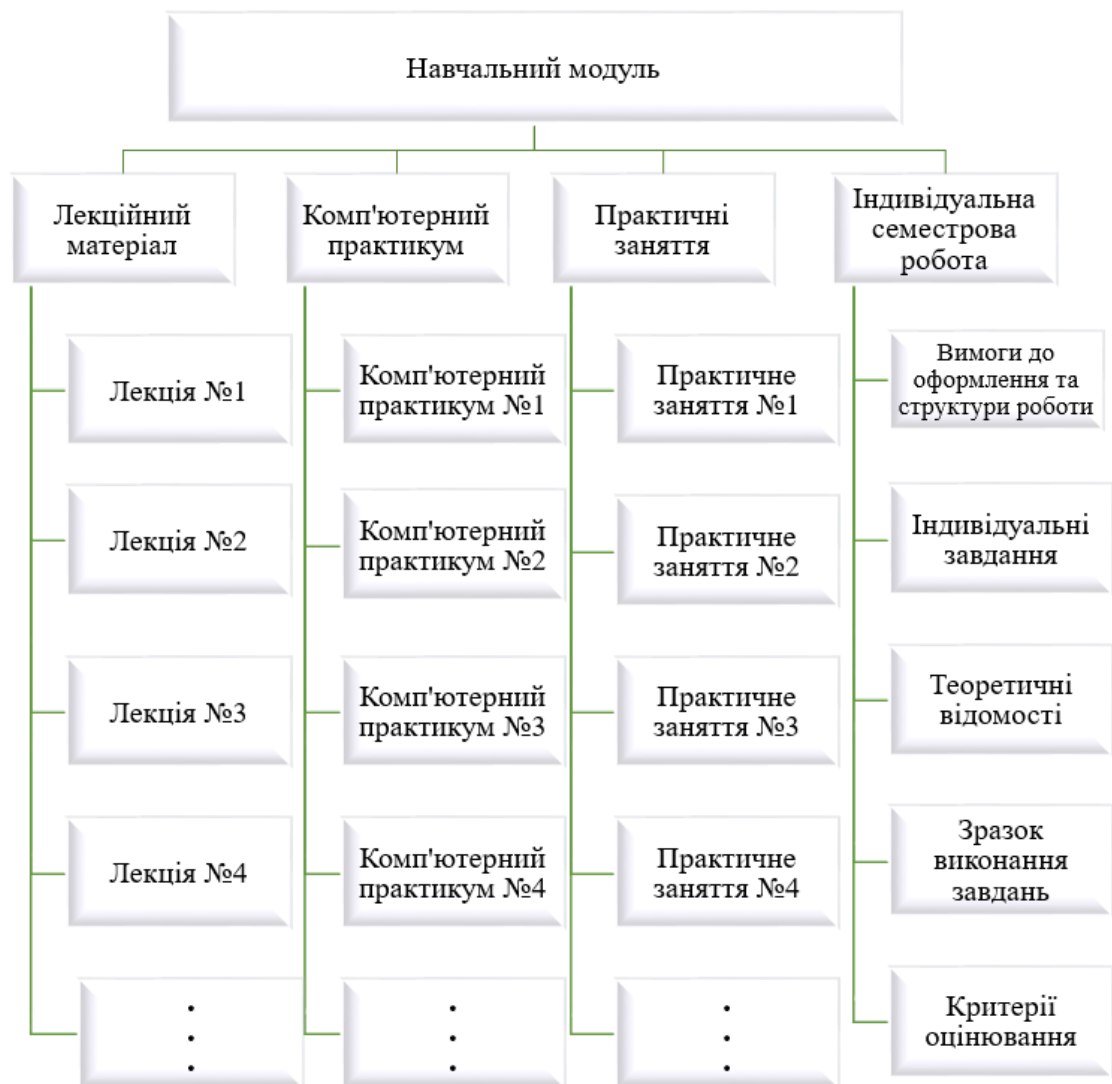 Навчальний модуль
Лекційний
матеріал
Лекція №1
Лекція №2
Лекція №3
Лекція №4
Комп'ютерний
практикум
Комп'ютерний
практикум №1
Комп'ютерний
практикум №2
Комп'ютерний
практикум №3
Комп'ютерний
практикум №4
Практичні
заняття
Практичне
заняття №1
Практичне
заняття №2
Практичне
заняття №3
Практичне
заняття №4
Індивідуальна
семестрова
робота
Вимоги до
оформлення та
структури роботи
Індивідуальні
завдання
Теоретичні
відомості
Зразок
виконання
завдань
Критерії
оцінювання